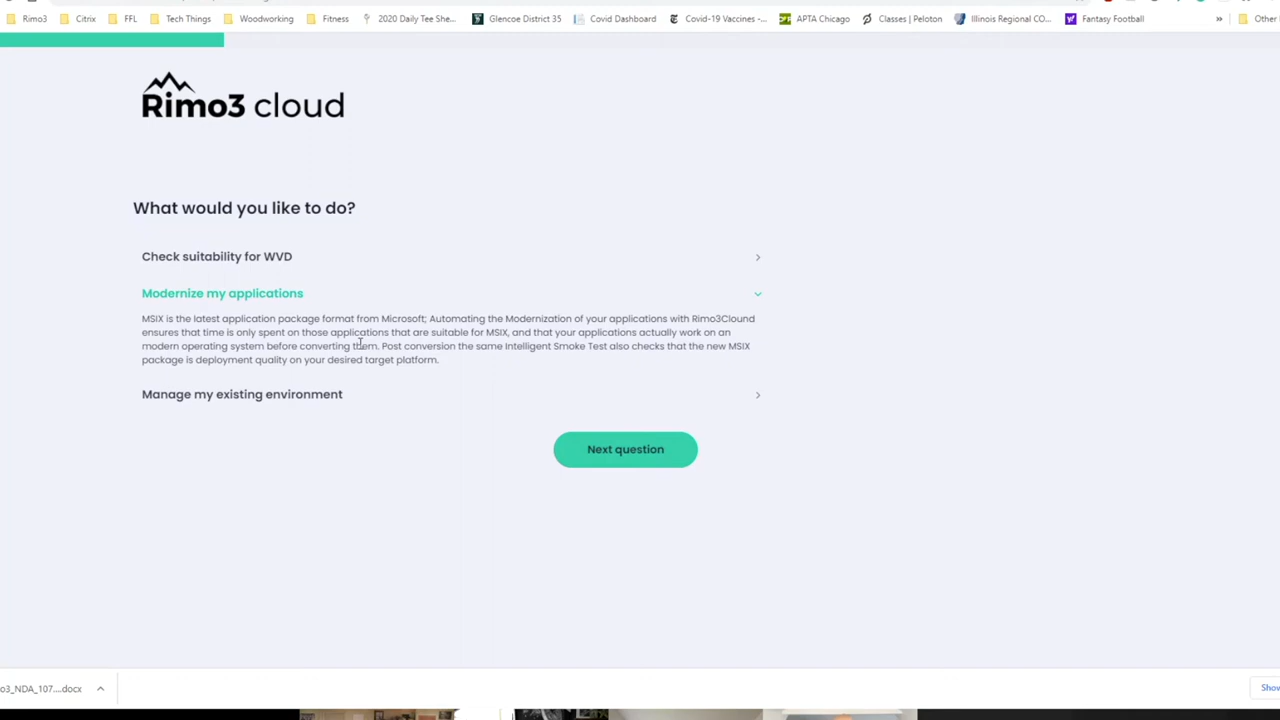 Rimo3
Citrix
FFL
Tech Things
Woodworking
Fitness
2020 Daily Tee She...
Glencoe District 35
Covid Dashboard
Covid-19 Vaccines -...
APTA Chicago
Classes | Peloton
Illinois Regional CO...
Fantasy Football
»
Other
Rimo3 cloud
What would you like to do?
Check suitability for WVD
Modernize my applications
MSIX is the latest application package format from Microsoft; Automating the Modernization of your applications with Rimo3Clound
ensures that time is only spent on those applications that are suitable for MSIX, and that your applications actually work on an
modern operating system before converting them. Post conversion the same Intelligent Smoke Test also checks that the new MSIX
package is deployment quality on your desired target platform.
Manage my existing environment
Next question
o3_NDA_107....docx
Show